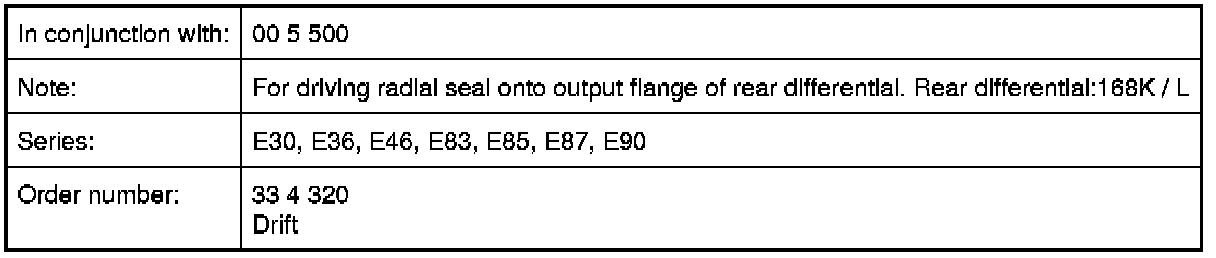 In conjunction with: 00 5 500
Note: For driving radial seal onto output flange of rear differential. Rear differential:168K / L
Series: E30, E36, E46, E83, E85, E87, E90
Order number: 33 4 320
Drift